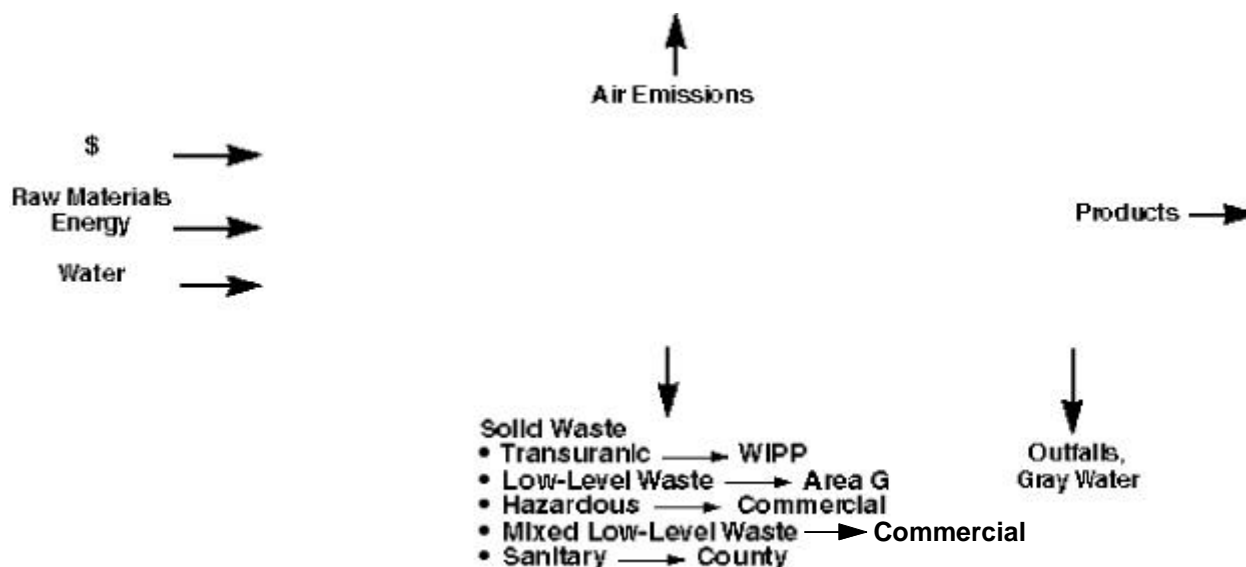 Air Emissions
$
Raw Materials
Energy
Products
Water
Solid Waste
• Transuranic → WIPP
• Low-Level Waste → Area G
• Hazardous → Commercial
• Mixed Low-Level Waste → Commercial
• Sanitary → County
Outfalls,
Gray Water